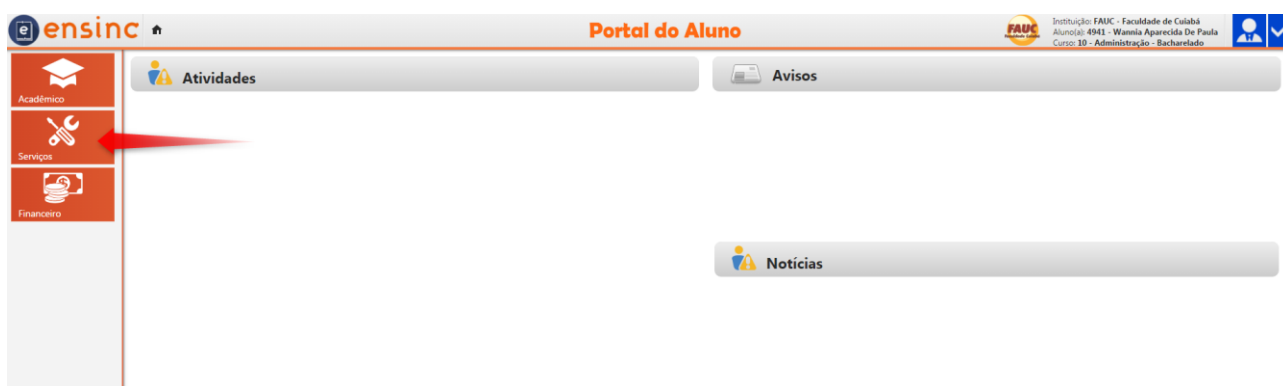 ensinc
Portal do Aluno
FAUC
Instituição: FAUC - Faculdade de Cuiabá
Aluno(a): 4941 - Wannia Aparecida De Paula
Curso: 10 - Administração - Bacharelado
Acadêmico
Serviços
Financeiro
Atividades
Avisos
Notícias